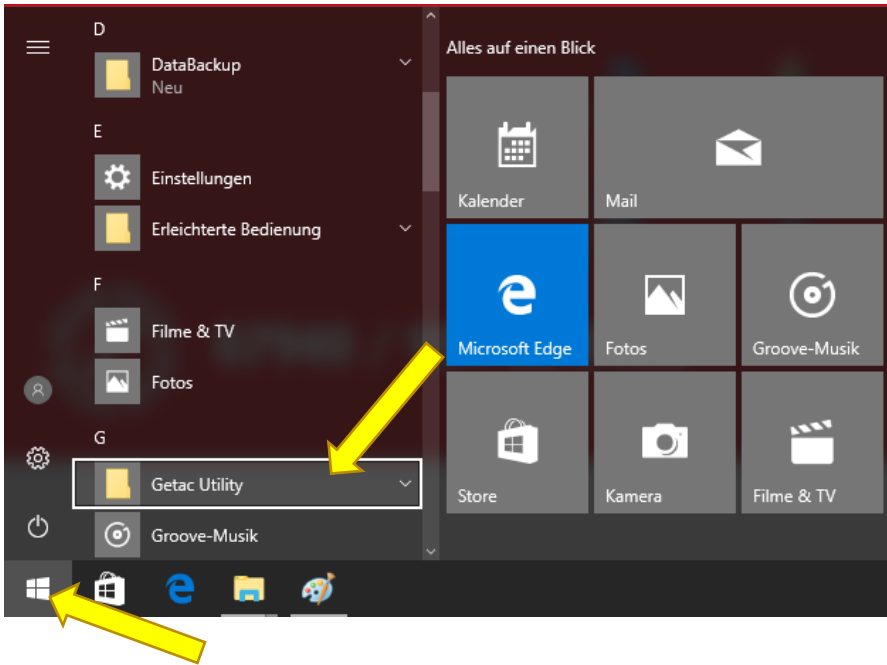 D
DataBackup
Neu
E
Einstellungen
Erleichterte Bedienung
F
Filme & TV
Fotos
G
Getac Utility
Groove-Musik
Alles auf einen Blick
Kalender
Mail
Microsoft Edge
Fotos
Groove-Musik
Store
Kamera
Filme & TV